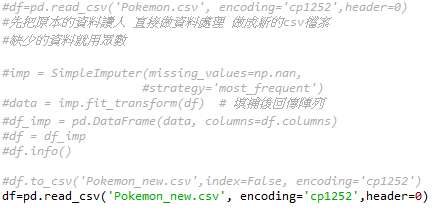 #df=pd.read_csv('Pokemon.csv', encoding='cp1252',header=0)
#先把原本的資料讀入 直接做資料處理 做成新的csv檔案
#缺少的資料就用眾數
#imp = SimpleImputer(missing_values=np.nan,
#strategy='most_frequent')
#data = imp.fit_transform(df)  # 填補後回傳陣列
#df_imp = pd.DataFrame(data, columns=df.columns)
#df = df_imp
#df.info()
#df.to_csv('Pokemon_new.csv',index=False, encoding='cp1252')
df=pd.read_csv('Pokemon_new.csv', encoding='cp1252',header=0)